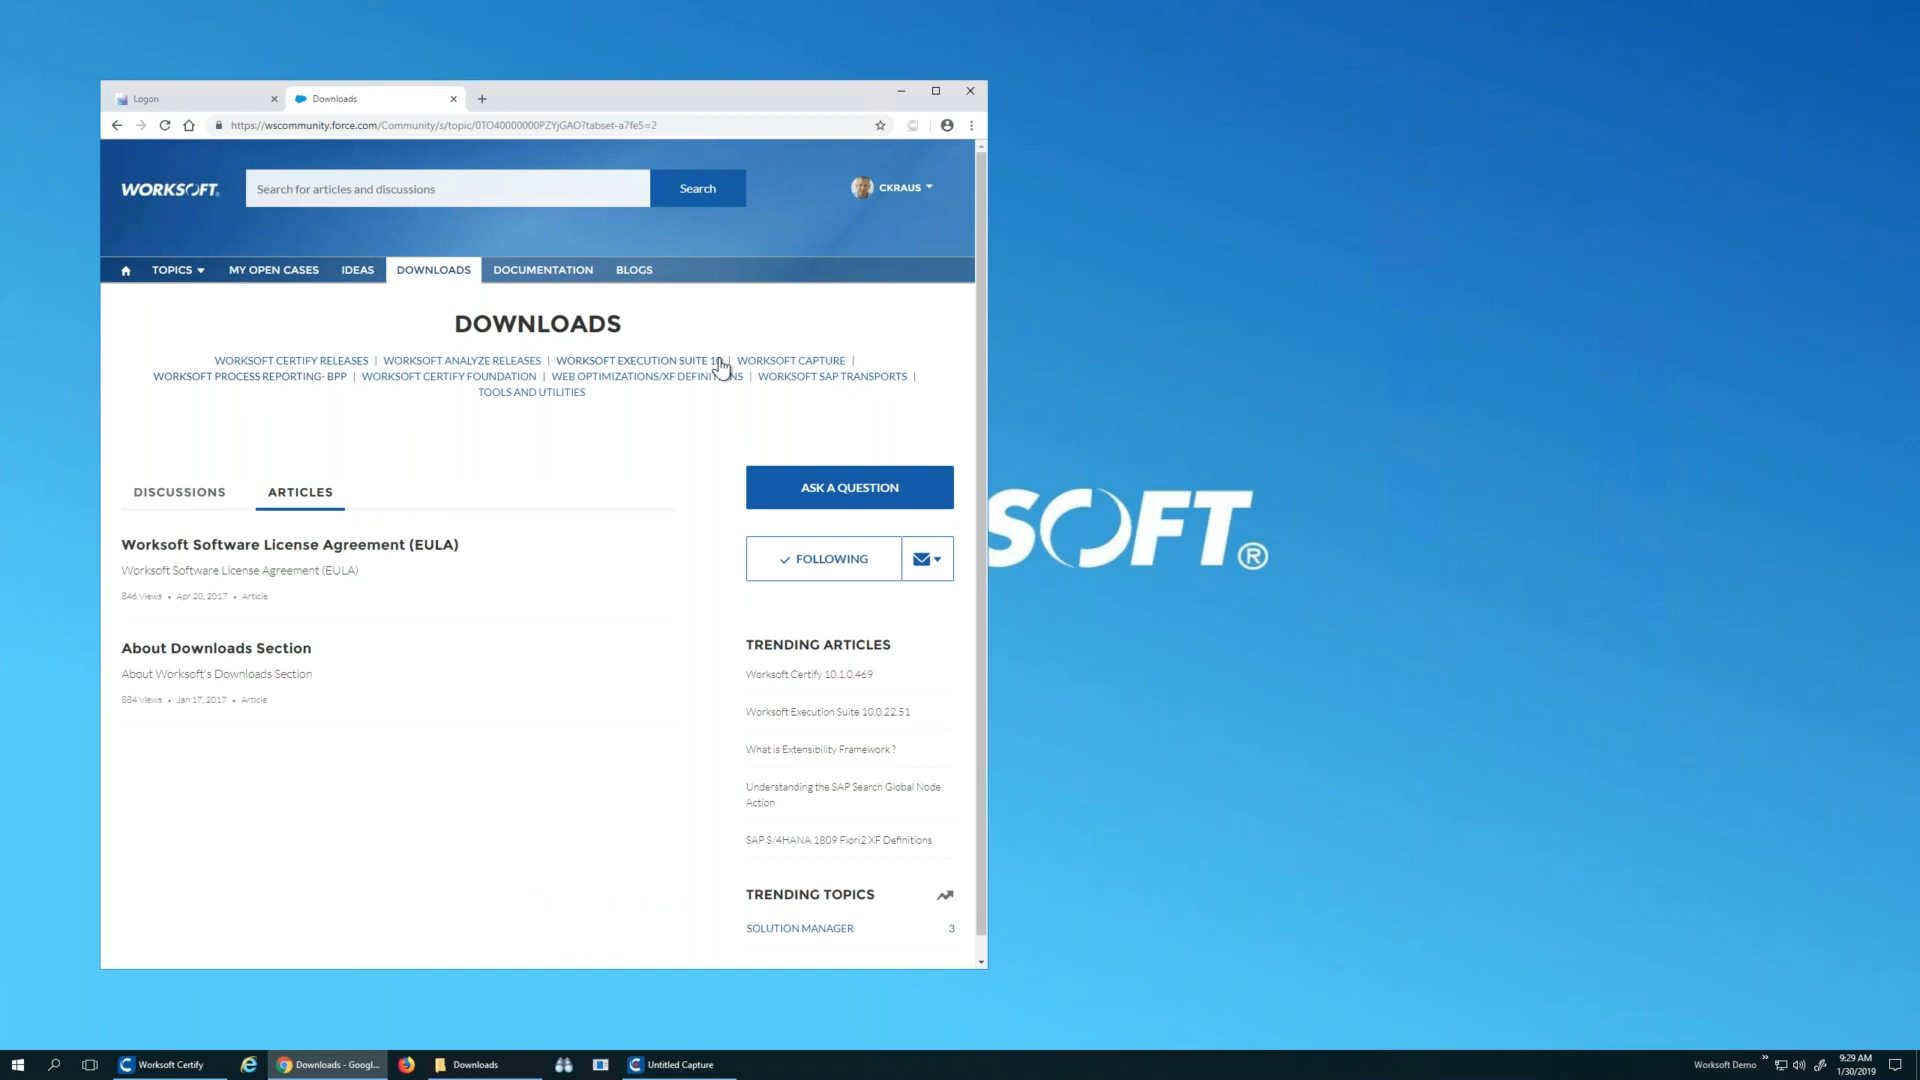 Logon
Downloads
https://wscommunity.force.com/Community/s/topic/0TO40000000PZYjGAO?tabset-a7fe5=2
WORKSOFT.
Search for articles and discussions
Search
CKRAUS
TOPICS
MY OPEN CASES
IDEAS
DOWNLOADS
DOCUMENTATION
BLOGS
DOWNLOADS
WORKSOFT CERTIFY RELEASES | WORKSOFT ANALYZE RELEASES | WORKSOFT EXECUTION SUITE | WORKSOFT CAPTURE |
WORKSOFT PROCESS REPORTING- BPP | WORKSOFT CERTIFY FOUNDATION | WEB OPTIMIZATIONS/XF DEFINITIONS | WORKSOFT SAP TRANSPORTS |
TOOLS AND UTILITIES
DISCUSSIONS
ARTICLES
Worksoft Software License Agreement (EULA)
Worksoft Software License Agreement (EULA)
846 Views • Apr 20, 2017 • Article
About Downloads Section
About Worksoft's Downloads Section
884 Views • Jan 17, 2017 • Article
ASK A QUESTION
FOLLOWING
TRENDING ARTICLES
Worksoft Certify 10.1.0.469
Worksoft Execution Suite 10.0.22.51
What is Extensibility Framework ?
Understanding the SAP Search Global Node
Action
SAP S/4HANA 1809 Fiori2 XF Definitions
TRENDING TOPICS
SOLUTION MANAGER 3
SOFT®
Worksoft Certify
Downloads - Googl...
Downloads
Untitled Capture
Worksoft Demo
9:29 AM
1/30/2019